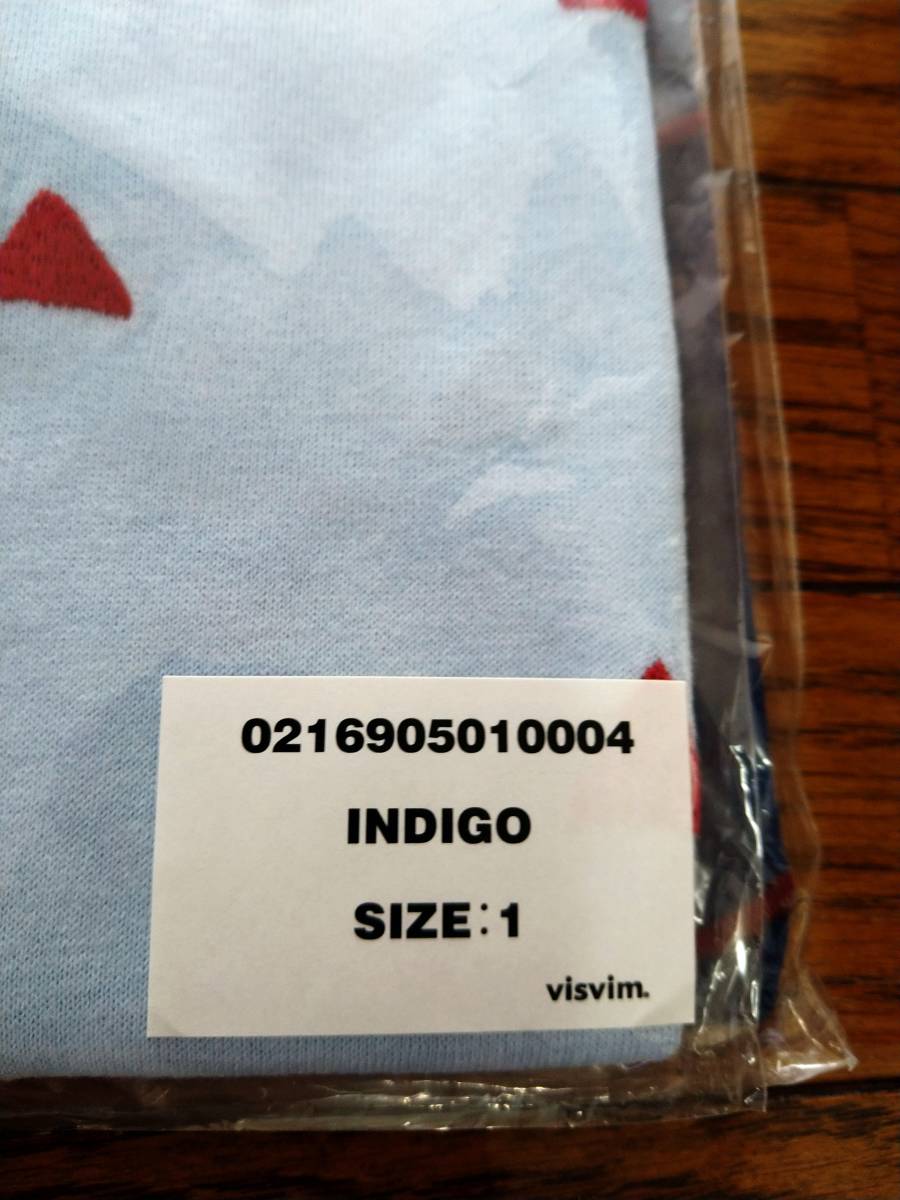 0216905010004
INDIGO
SIZE:1
visvim.